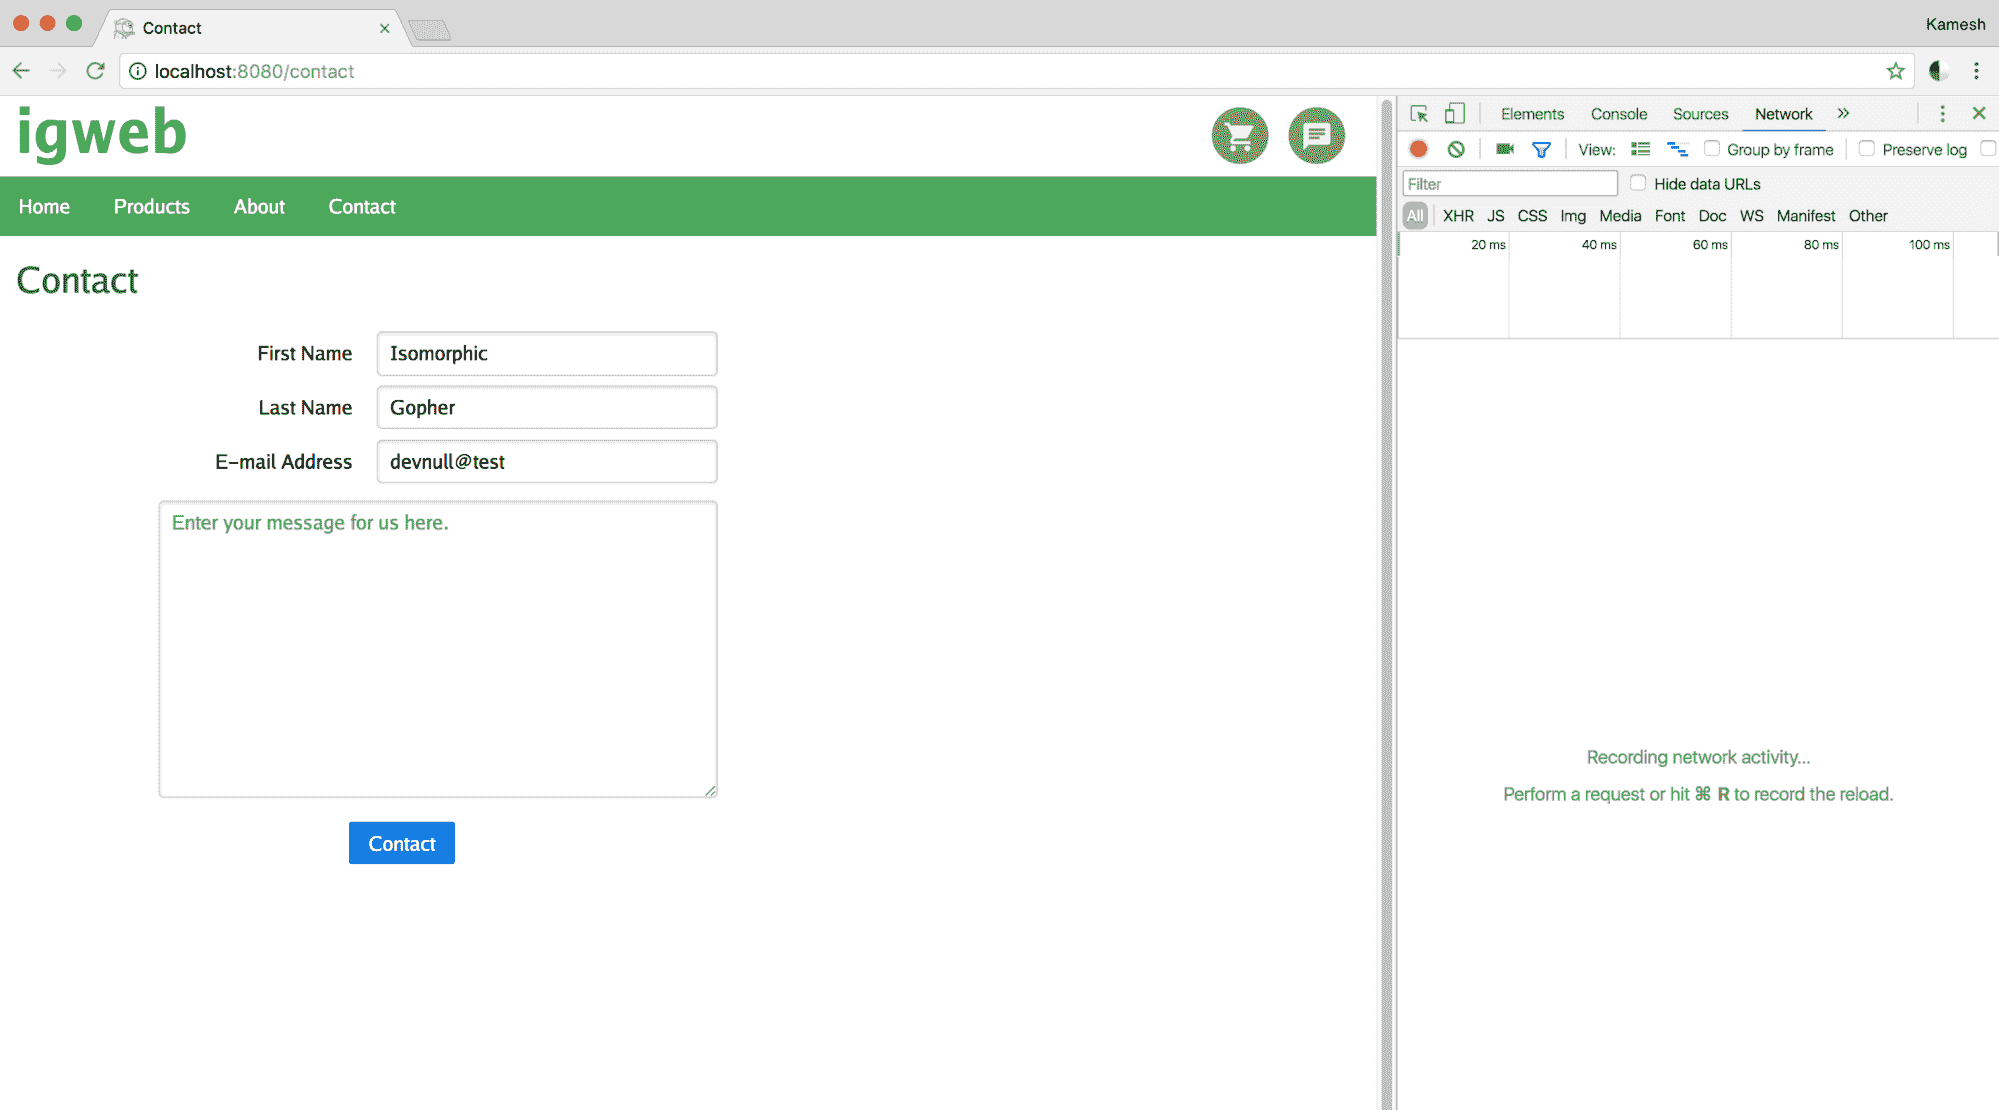 Contact
Kamesh
localhost:8080/contact
igweb
Home Products About Contact
Contact
First Name Isomorphic
Last Name Gopher
E-mail Address devnull@test
Enter your message for us here.
Contact
Elements Console Sources Network »
View: Group by frame Preserve log
Filter Hide data URLs
All XHR JS CSS Img Media Font Doc WS Manifest Other
20 ms 40 ms 60 ms 80 ms 100 ms
Recording network activity...
Perform a request or hit ⌘ R to record the reload.